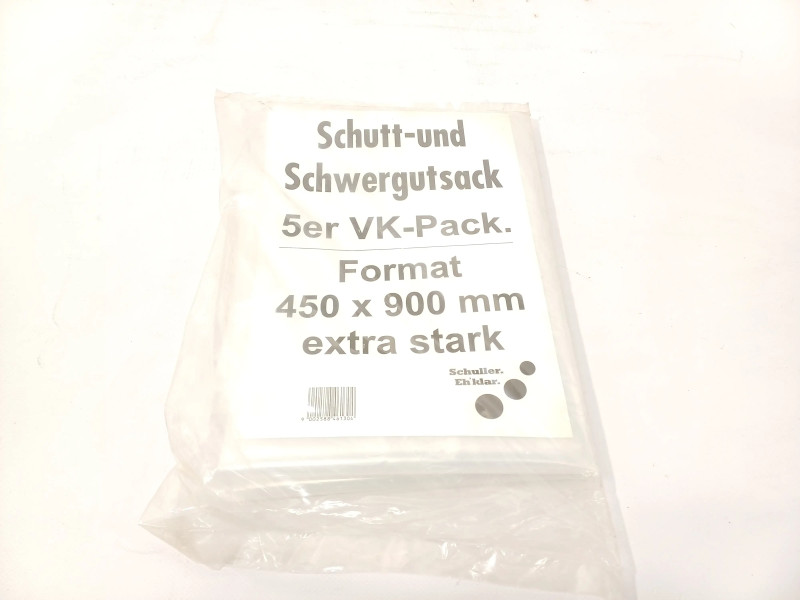 Schutt-und
Schwergutsack
5er VK-Pack.
Format
450 x 900 mm
extra stark
Schuller.
Eh'klar.